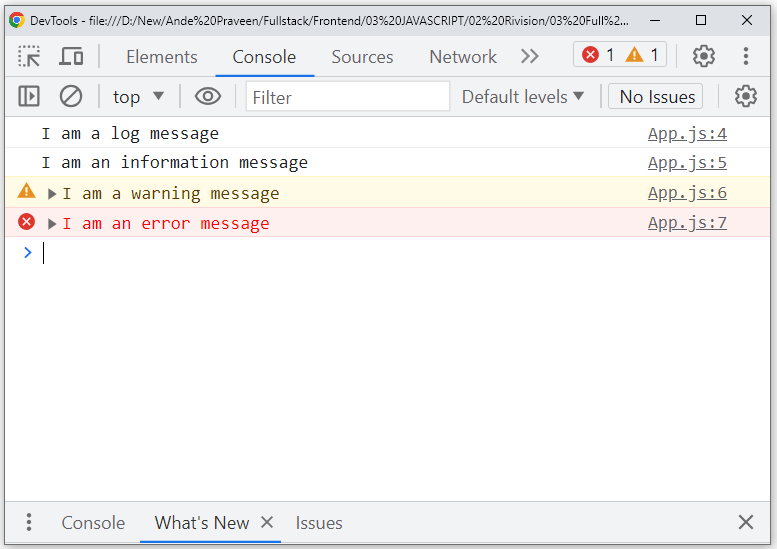 DevTools - file:///D:/New/Ande%20Praveen/Fullstack/Frontend/03%20JAVASCRIPT/02%20Rivision/03%20Full%2...
Elements Console Sources Network 1 1
top Filter Default levels No Issues
I am a log message App.js:4
I am an information message App.js:5
I am a warning message App.js:6
I am an error message App.js:7
Console What's New Issues